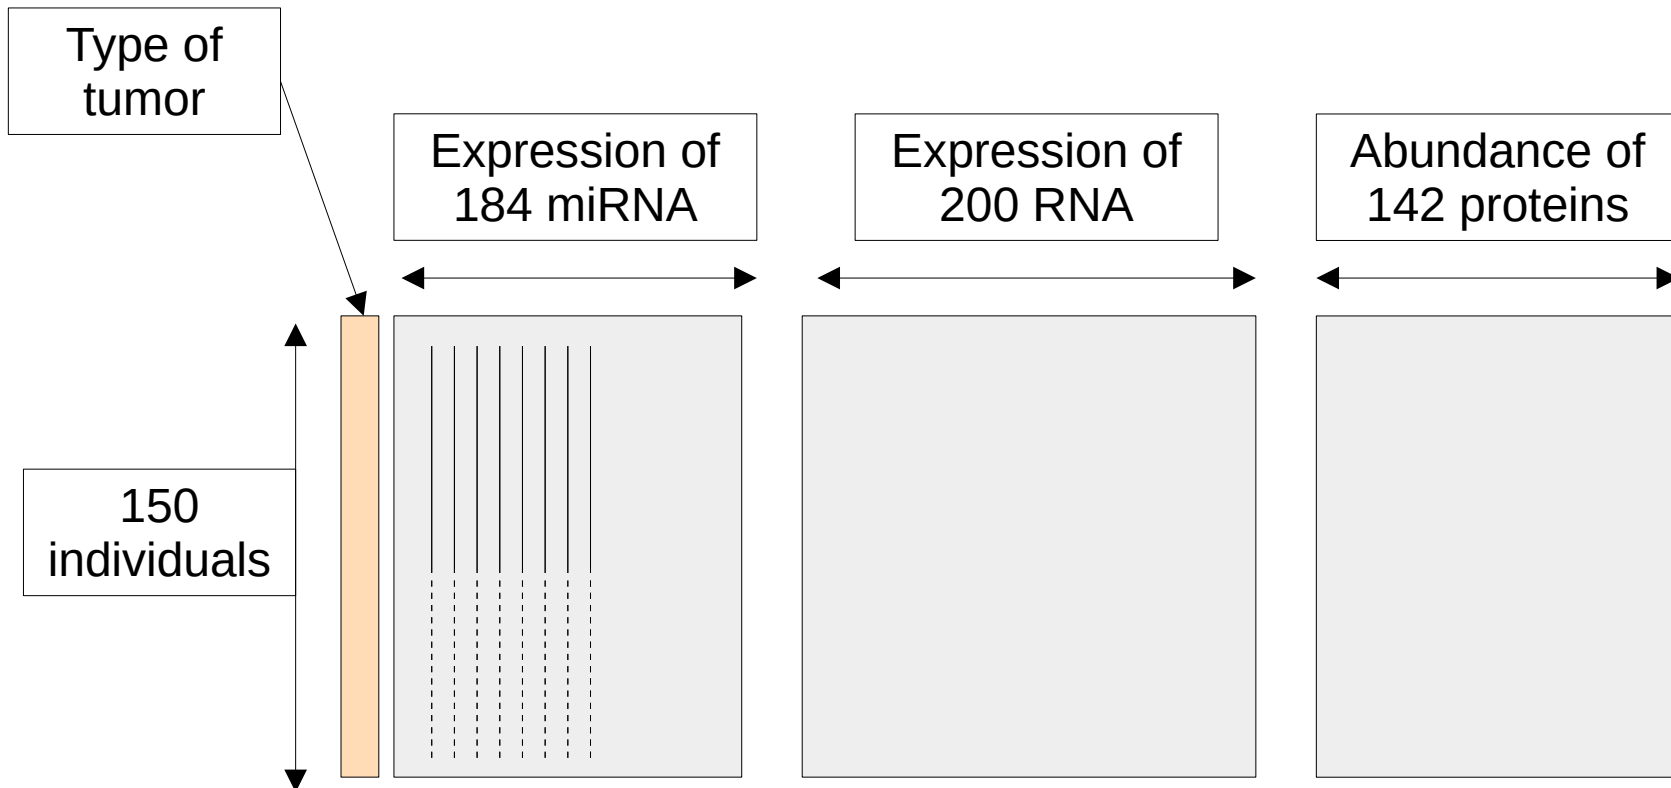 Type of
tumor
Expression of
184 miRNA
Expression of
200 RNA
Abundance of
142 proteins
150
individuals